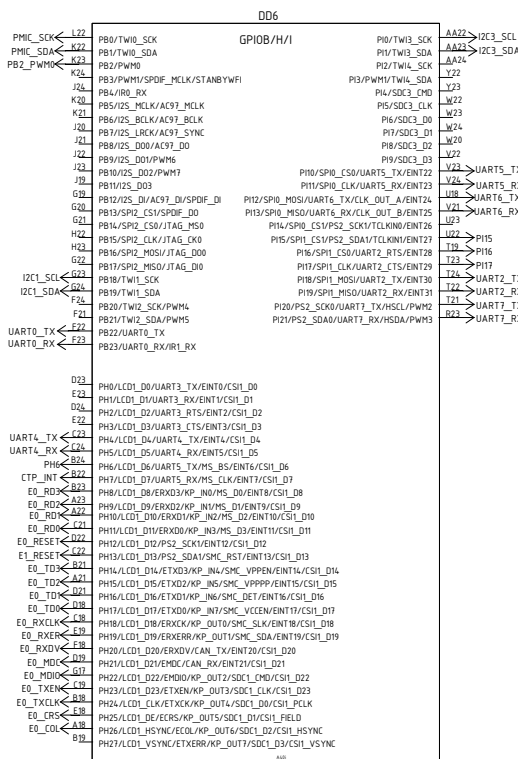 DD6
GPIOB/H/I
PMIC_SCK L22 PB0/TWI0_SCK
PMIC_SDA K22 PB1/TWI0_SDA
PB2_PWM0 K23 PB2/PWM0
K24 PB3/PWM1/SPDIF_MCLK/STANBYWFI
J24 PB4/IR0_RX
K20 PB5/I2S_MCLK/AC97_MCLK
K21 PB6/I2S_BCLK/AC97_BCLK
J20 PB7/I2S_LRCK/AC97_SYNC
J21 PB8/I2S_DO0/AC97_DO
J22 PB9/I2S_DO1/PWM6
J23 PB10/I2S_DO2/PWM7
J19 PB11/I2S_DO3
G19 PB12/I2S_DI/AC97_DI/SPDIF_DI
G20 PB13/SPI2_CS1/SPDIF_DO
G21 PB14/SPI2_CS0/JTAG_MS0
H22 PB15/SPI2_CLK/JTAG_CK0
H23 PB16/SPI2_MOSI/JTAG_DO0
G22 PB17/SPI2_MISO/JTAG_DI0
I2C1_SCL G23 PB18/TWI1_SCK
I2C1_SDA G24 PB19/TWI1_SDA
F24 PB20/TWI2_SCK/PWM4
F21 PB21/TWI2_SDA/PWM5
UART0_TX F22 PB22/UART0_TX
UART0_RX F23 PB23/UART0_RX/IR1_RX
D23 PH0/LCD1_D0/UART3_TX/EINT0/CSI1_D0
E23 PH1/LCD1_D1/UART3_RX/EINT1/CSI1_D1
D24 PH2/LCD1_D2/UART3_RTS/EINT2/CSI1_D2
E22 PH3/LCD1_D3/UART3_CTS/EINT3/CSI1_D3
UART4_TX C23 PH4/LCD1_D4/UART4_TX/EINT4/CSI1_D4
UART4_RX C24 PH5/LCD1_D5/UART4_RX/EINT5/CSI1_D5
PH6 B24 PH6/LCD1_D6/UART5_TX/MS_BS/EINT6/CSI1_D6
CTP_INT B22 PH7/LCD1_D7/UART5_RX/MS_CLK/EINT7/CSI1_D7
E0_RD3 B23 PH8/LCD1_D8/ERXD3/KP_IN0/MS_D0/EINT8/CSI1_D8
E0_RD2 A23 PH9/LCD1_D9/ERXD2/KP_IN1/MS_D1/EINT9/CSI1_D9
E0_RD1 A22 PH10/LCD1_D10/ERXD1/KP_IN2/MS_D2/EINT10/CSI1_D10
E0_RD0 C21 PH11/LCD1_D11/ERXD0/KP_IN3/MS_D3/EINT11/CSI1_D11
E0_RESET D22 PH12/LCD1_D12/PS2_SCK1/EINT12/CSI1_D12
E1_RESET C22 PH13/LCD1_D13/PS2_SDA1/SMC_RST/EINT13/CSI1_D13
E0_TD3 B21 PH14/LCD1_D14/ETXD3/KP_IN4/SMC_VPPEN/EINT14/CSI1_D14
E0_TD2 A21 PH15/LCD1_D15/ETXD2/KP_IN5/SMC_VPPPP/EINT15/CSI1_D15
E0_TD1 D21 PH16/LCD1_D16/ETXD1/KP_IN6/SMC_DET/EINT16/CSI1_D16
E0_TD0 D18 PH17/LCD1_D17/ETXD0/KP_IN7/SMC_VCCEN/EINT17/CSI1_D17
E0_RXCLK C18 PH18/LCD1_D18/ERXCK/KP_OUT0/SMC_SLK/EINT18/CSI1_D18
E0_RXER E19 PH19/LCD1_D19/ERXERR/KP_OUT1/SMC_SDA/EINT19/CSI1_D19
E0_RXDV F18 PH20/LCD1_D20/ERXDV/CAN_TX/EINT20/CSI1_D20
E0_MDC D19 PH21/LCD1_D21/EMDC/CAN_RX/EINT21/CSI1_D21
E0_MDIO G17 PH22/LCD1_D22/EMDIO/KP_OUT2/SDC1_CMD/CSI1_D22
E0_TXEN C19 PH23/LCD1_D23/ETXEN/KP_OUT3/SDC1_CLK/CSI1_D23
E0_TXCLK B18 PH24/LCD1_CLK/ETXCK/KP_OUT4/SDC1_D0/CSI1_PCLK
E0_CRS E18 PH25/LCD1_DE/ECRS/KP_OUT5/SDC1_D1/CSI1_FIELD
E0_COL A18 PH26/LCD1_HSYNC/ECOL/KP_OUT6/SDC1_D2/CSI1_HSYNC
B19 PH27/LCD1_VSYNC/ETXERR/KP_OUT7/SDC1_D3/CSI1_VSYNC
PI0/TWI3_SCK AA22 I2C3_SCL
PI1/TWI3_SDA AA23 I2C3_SDA
PI2/TWI4_SCK AA24
PI3/PWM1/TWI4_SDA Y22
PI4/SDC3_CMD Y23
PI5/SDC3_CLK W22
PI6/SDC3_D0 W23
PI7/SDC3_D1 W24
PI8/SDC3_D2 W20
PI9/SDC3_D3 V22
PI10/SPI0_CS0/UART5_TX/EINT22 V23 UART5_TX
PI11/SPI0_CLK/UART5_RX/EINT23 V24 UART5_RX
PI12/SPI0_MOSI/UART6_TX/CLK_OUT_A/EINT24 U18 UART6_TX
PI13/SPI0_MISO/UART6_RX/CLK_OUT_B/EINT25 V21 UART6_RX
PI14/SPI0_CS1/PS2_SCK1/TCLKIN0/EINT26 U23
PI15/SPI1_CS1/PS2_SDA1/TCLKIN1/EINT27 U22 PI15
PI16/SPI1_CS0/UART2_RTS/EINT28 T19 PI16
PI17/SPI1_CLK/UART2_CTS/EINT29 T23 PI17
PI18/SPI1_MOSI/UART2_TX/EINT30 T24 UART2_T
PI19/SPI1_MISO/UART2_RX/EINT31 T22 UART2_R
PI20/PS2_SCK0/UART7_TX/HSCL/PWM2 T21 UART7_T
PI21/PS2_SDA0/UART7_RX/HSDA/PWM3 R23 UART7_R